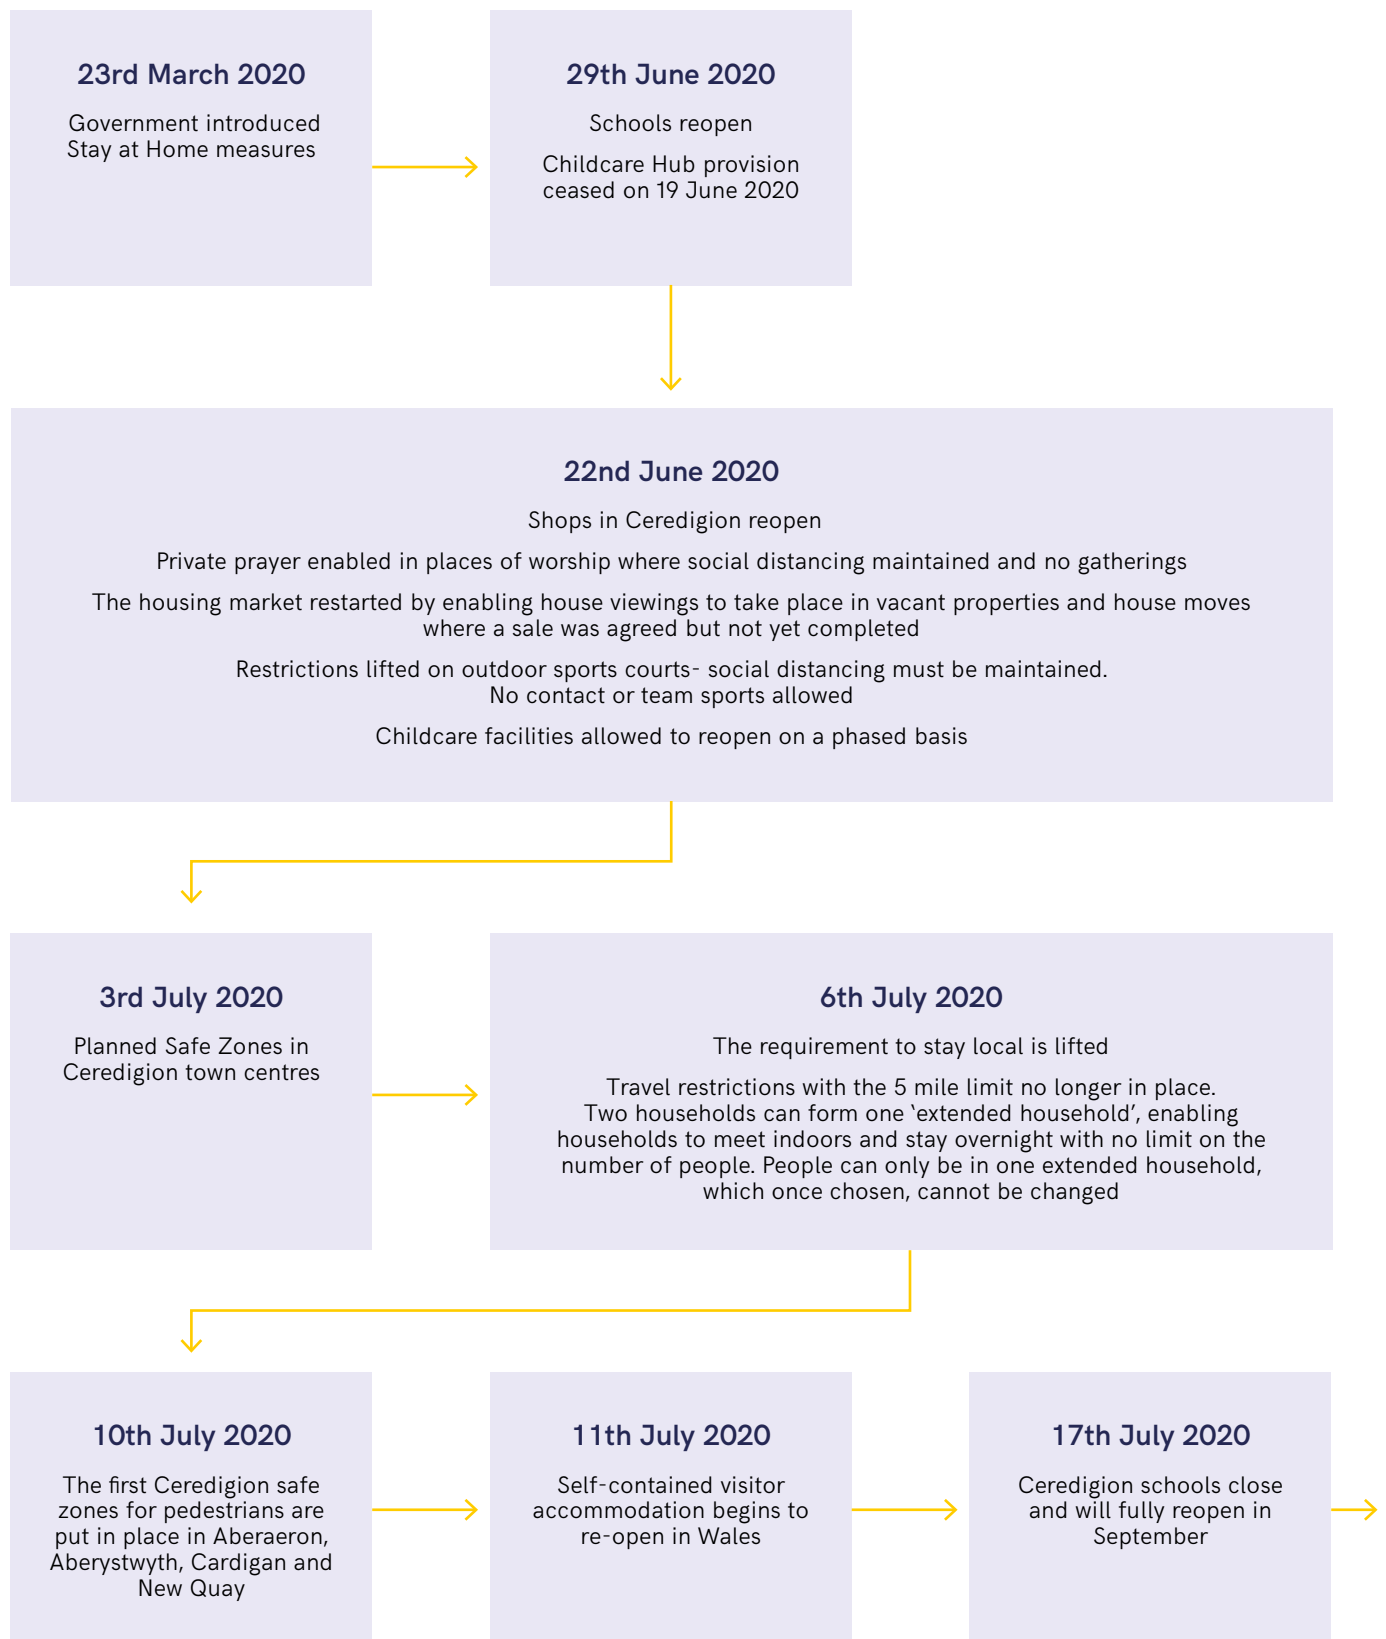 23rd March 2020
Government introduced
Stay at Home measures
29th June 2020
Schools reopen
Childcare Hub provision
ceased on 19 June 2020
22nd June 2020
Shops in Ceredigion reopen
Private prayer enabled in places of worship where social distancing maintained and no gatherings
The housing market restarted by enabling house viewings to take place in vacant properties and house moves
where a sale was agreed but not yet completed
Restrictions lifted on outdoor sports courts- social distancing must be maintained.
No contact or team sports allowed
Childcare facilities allowed to reopen on a phased basis
3rd July 2020
Planned Safe Zones in
Ceredigion town centres
6th July 2020
The requirement to stay local is lifted
Travel restrictions with the 5 mile limit no longer in place.
Two households can form one ‘extended household’, enabling
households to meet indoors and stay overnight with no limit on the
number of people. People can only be in one extended household,
which once chosen, cannot be changed
10th July 2020
The first Ceredigion safe
zones for pedestrians are
put in place in Aberaeron,
Aberystwyth, Cardigan and
New Quay
11th July 2020
Self-contained visitor
accommodation begins to
re-open in Wales
17th July 2020
Ceredigion schools close
and will fully reopen in
September